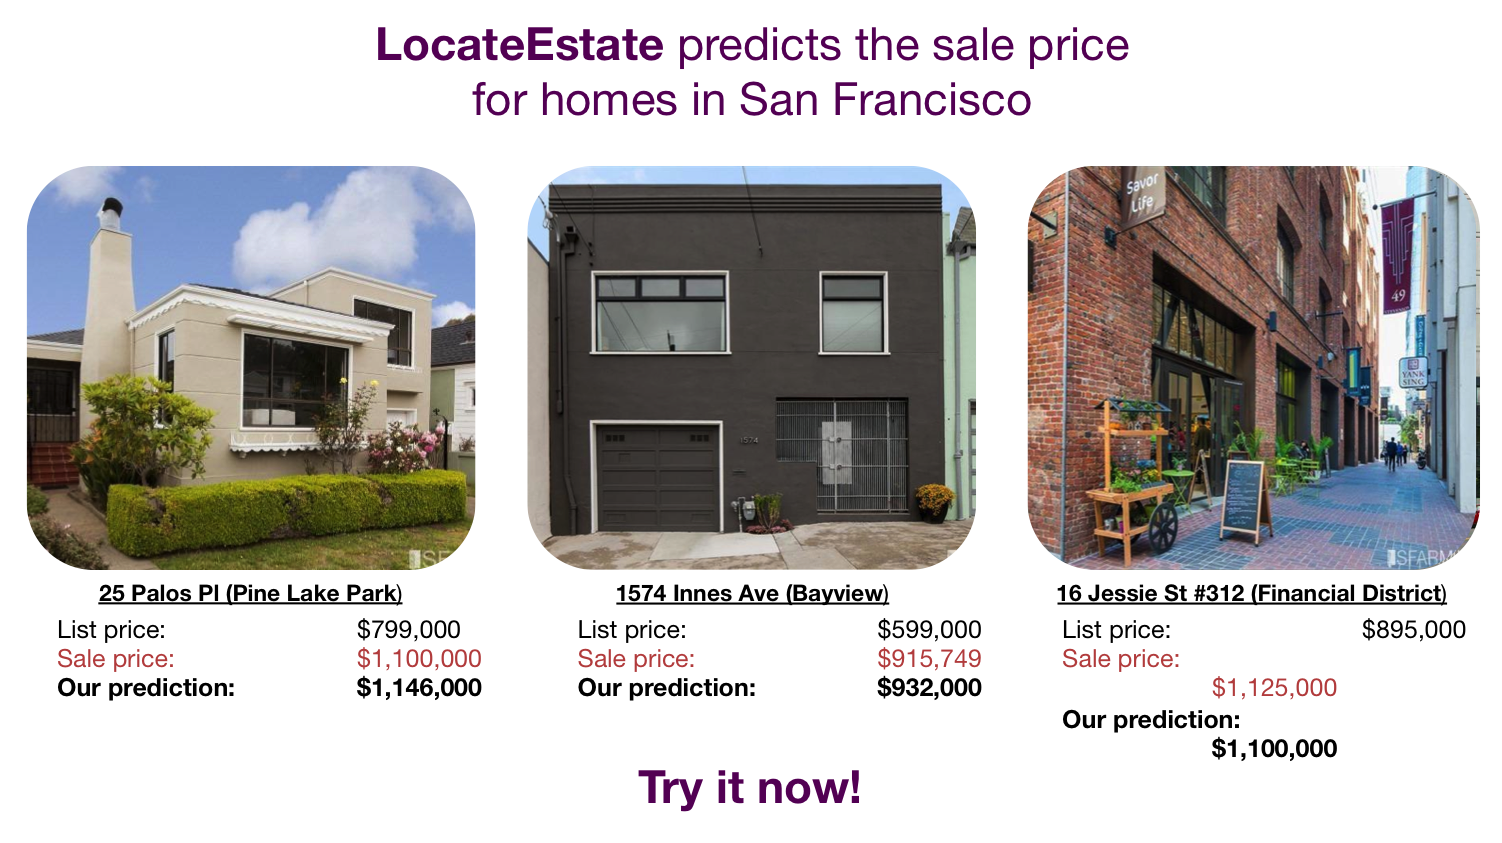 LocateEstate predicts the sale price
for homes in San Francisco
Savor
Life
49
YANK
SING
1574
SFARM
SF
25 Palos Pl (Pine Lake Park)
List price: $799,000
Sale price: $1,100,000
Our prediction: $1,146,000
1574 Innes Ave (Bayview)
List price: $599,000
Sale price: $915,749
Our prediction: $932,000
16 Jessie St #312 (Financial District)
List price: $895,000
Sale price:
$1,125,000
Our prediction:
$1,100,000
Try it now!